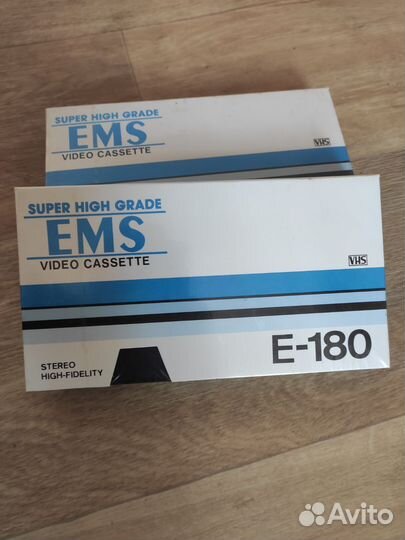 SUPER HIGH GRADE
EMS
VIDEO CASSETTE
VHS
SUPER HIGH GRADE
EMS
VIDEO CASSETTE
VHS
E-180
STEREO
HIGH-FIDELITY
Avito